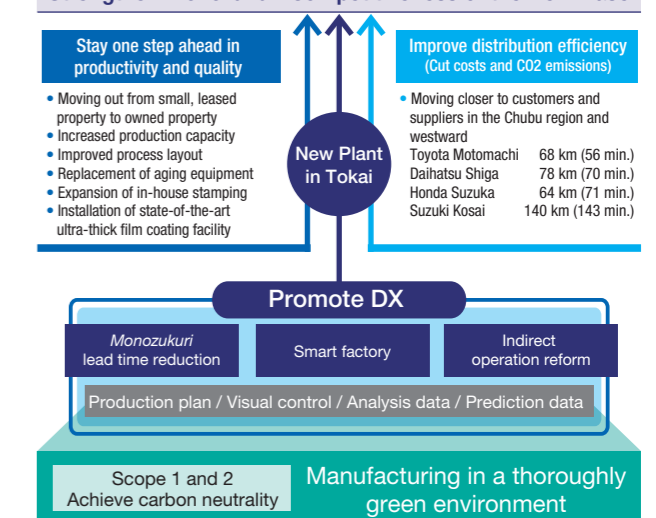 Stay one step ahead in
productivity and quality
• Moving out from small, leased
property to owned property
• Increased production capacity
• Improved process layout
• Replacement of aging equipment
• Expansion of in-house stamping
• Installation of state-of-the-art
ultra-thick film coating facility
New Plant
in Tokai
Improve distribution efficiency
(Cut costs and CO2 emissions)
• Moving closer to customers and
suppliers in the Chubu region and
westward
Toyota Motomachi 68 km (56 min.)
Daihatsu Shiga 78 km (70 min.)
Honda Suzuka 64 km (71 min.)
Suzuki Kosai 140 km (143 min.)
Promote DX
Monozukuri
lead time reduction
Smart factory
Indirect
operation reform
Production plan / Visual control / Analysis data / Prediction data
Scope 1 and 2
Achieve carbon neutrality
Manufacturing in a thoroughly
green environment